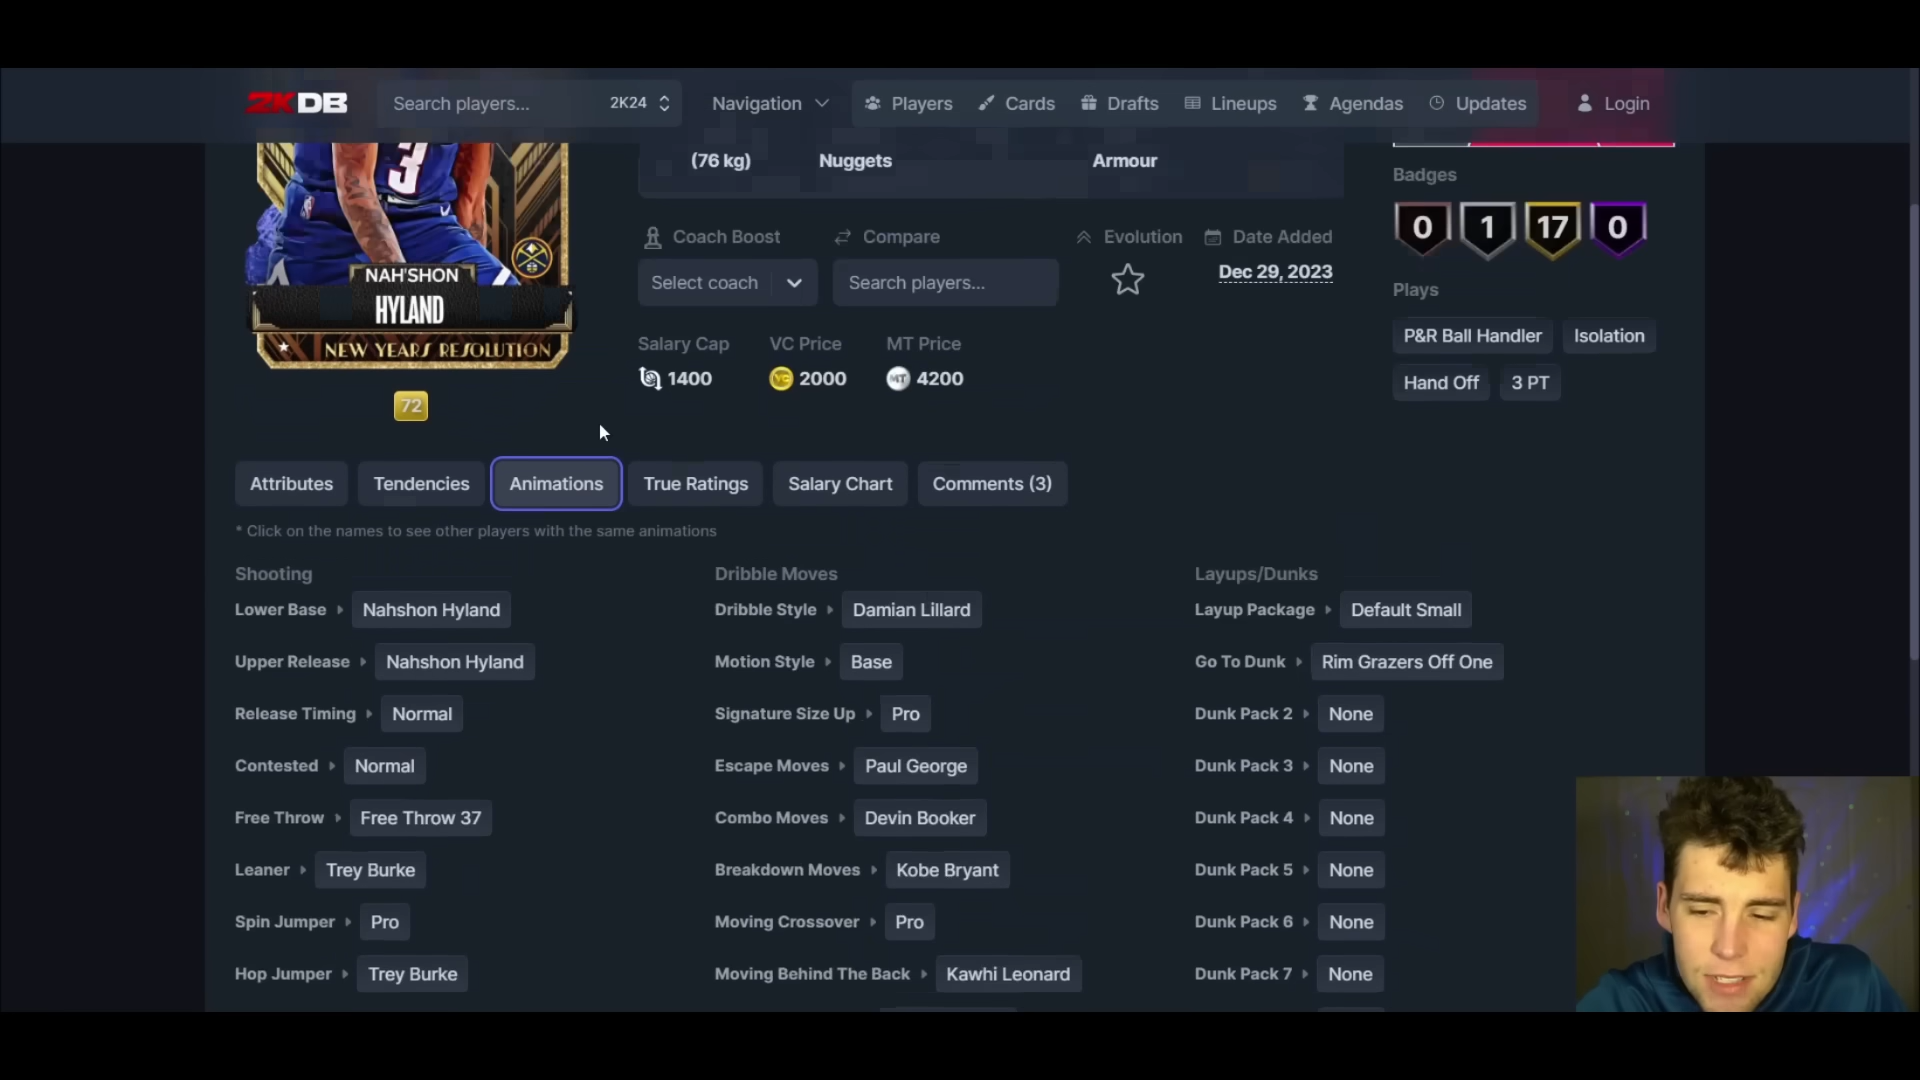 2KDB Search players... 2K24 Navigation Players Cards Drafts Lineups Agendas Updates Login
3
(76 kg) Nuggets Armour
NAH'SHON
HYLAND
NEW YEARS RESOLUTION
72
Coach Boost Compare Evolution Date Added
Select coach Search players... Dec 29, 2023
Salary Cap VC Price MT Price
1400 VC 2000 MT 4200
Badges
0 1 17 0
Plays
P&R Ball Handler Isolation
Hand Off 3 PT
Attributes Tendencies Animations True Ratings Salary Chart Comments (3)
* Click on the names to see other players with the same animations
Shooting
Lower Base Nahshon Hyland
Upper Release Nahshon Hyland
Release Timing Normal
Contested Normal
Free Throw Free Throw 37
Leaner Trey Burke
Spin Jumper Pro
Hop Jumper Trey Burke
Dribble Moves
Dribble Style Damian Lillard
Motion Style Base
Signature Size Up Pro
Escape Moves Paul George
Combo Moves Devin Booker
Breakdown Moves Kobe Bryant
Moving Crossover Pro
Moving Behind The Back Kawhi Leonard
Layups/Dunks
Layup Package Default Small
Go To Dunk Rim Grazers Off One
Dunk Pack 2 None
Dunk Pack 3 None
Dunk Pack 4 None
Dunk Pack 5 None
Dunk Pack 6 None
Dunk Pack 7 None